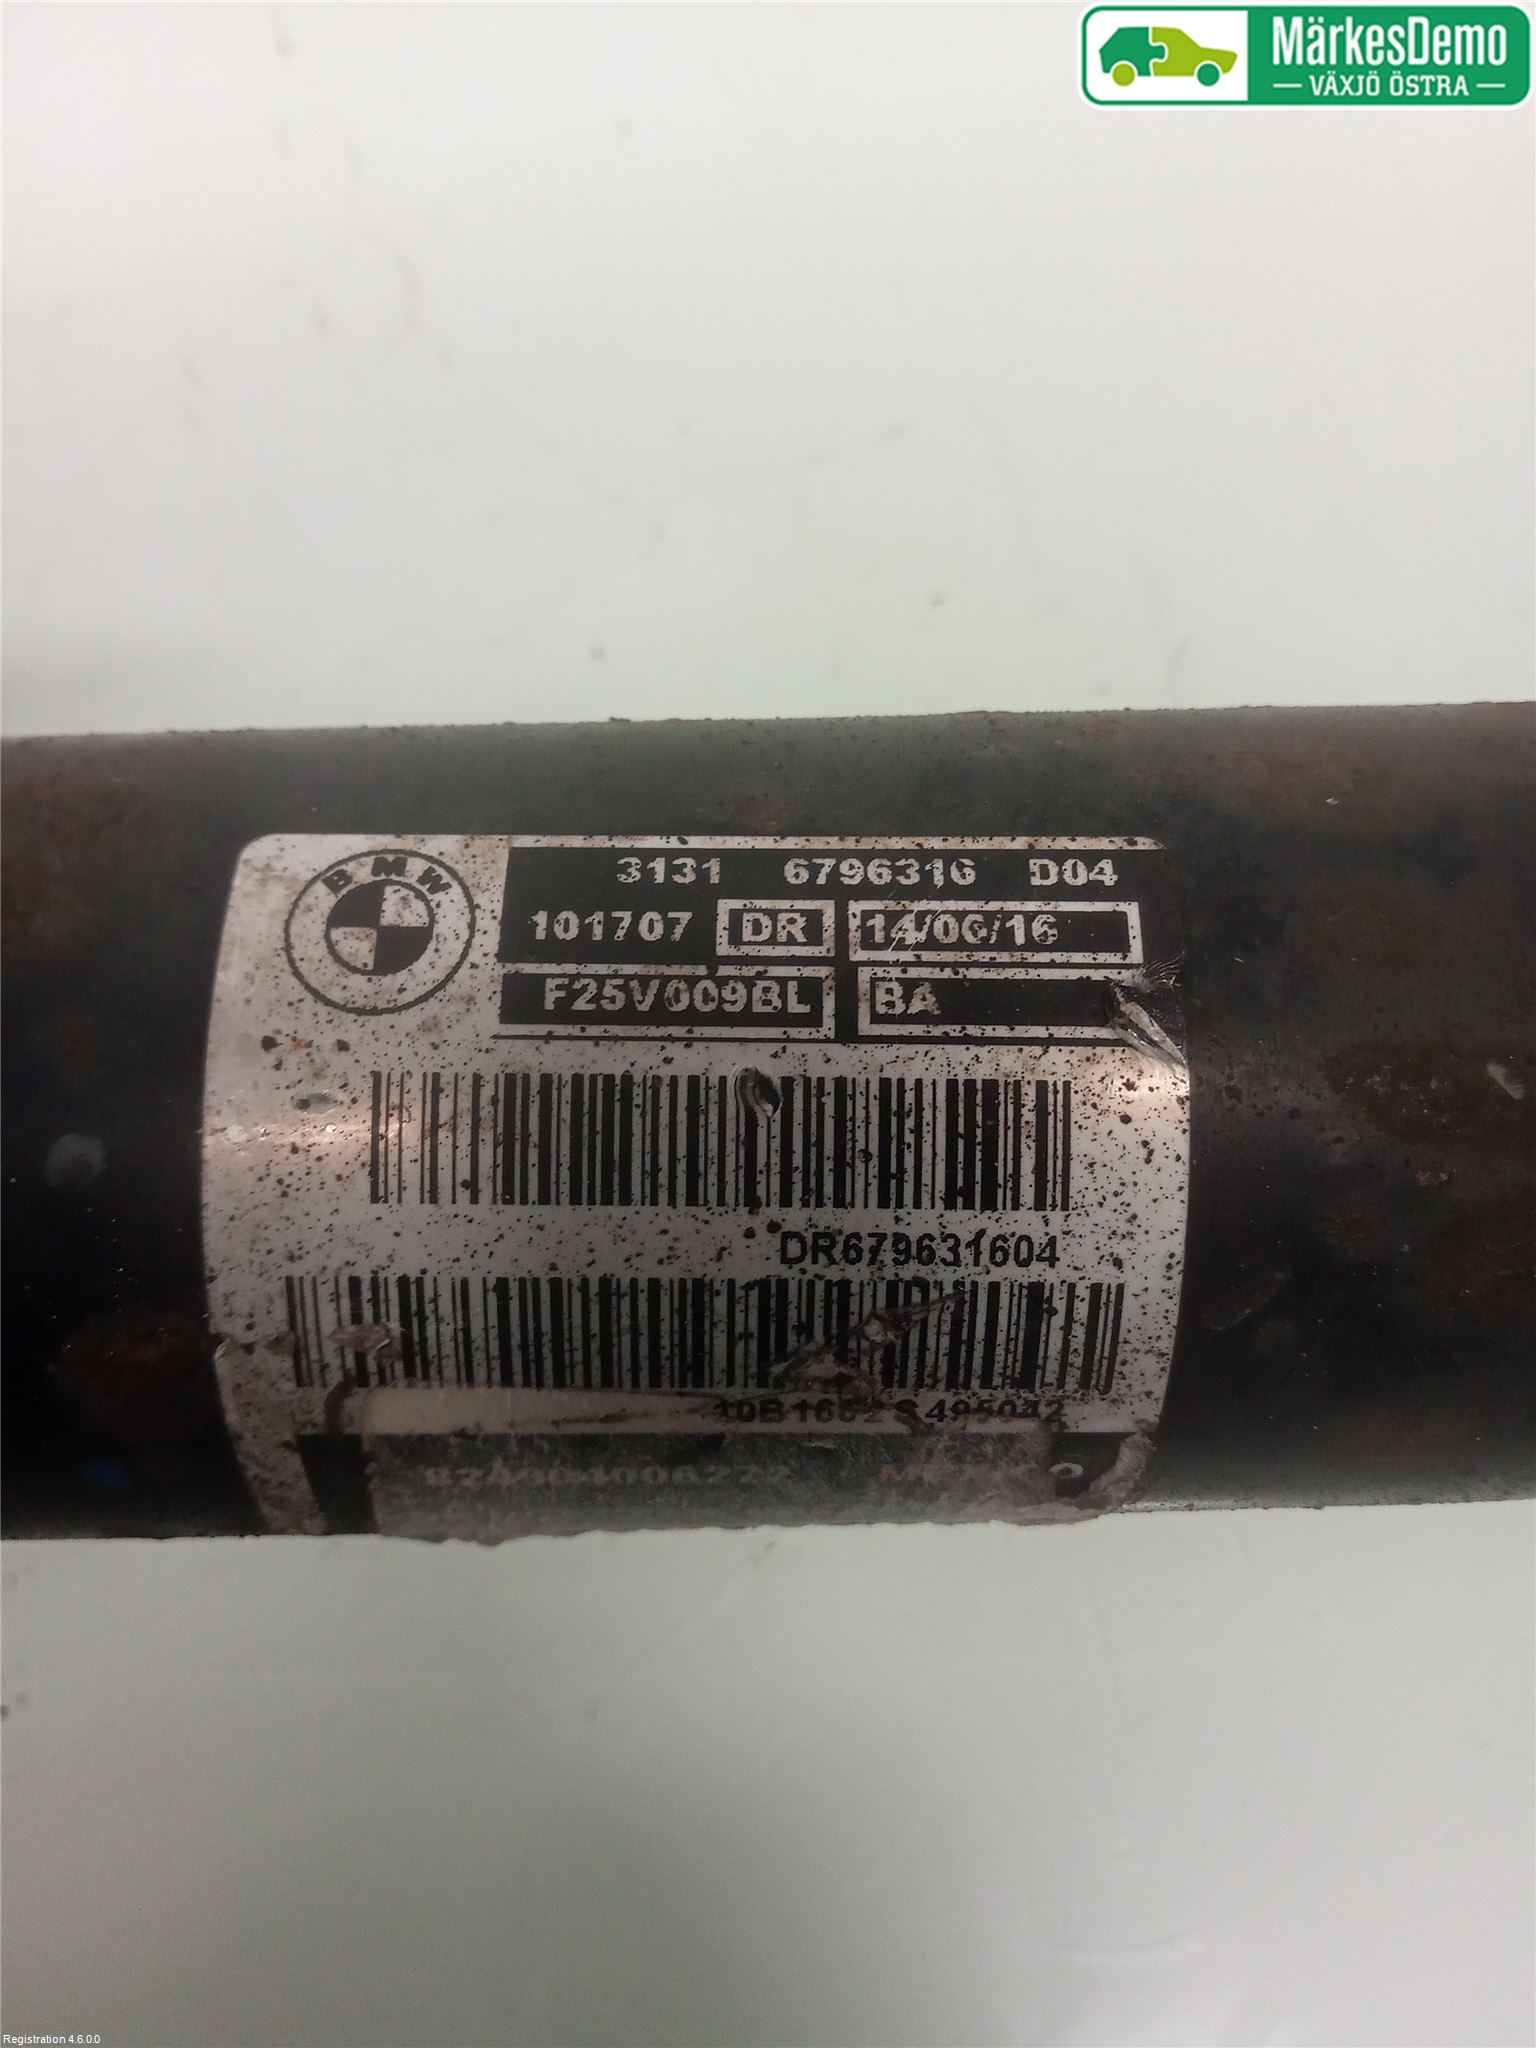 MärkesDemo
VÄXJÖ ÖSTRA
BMW
3131 6796316 D04
101707 DR 14/06/16
F25V009BL BA
DR679631604
Registration 4.6.0.0